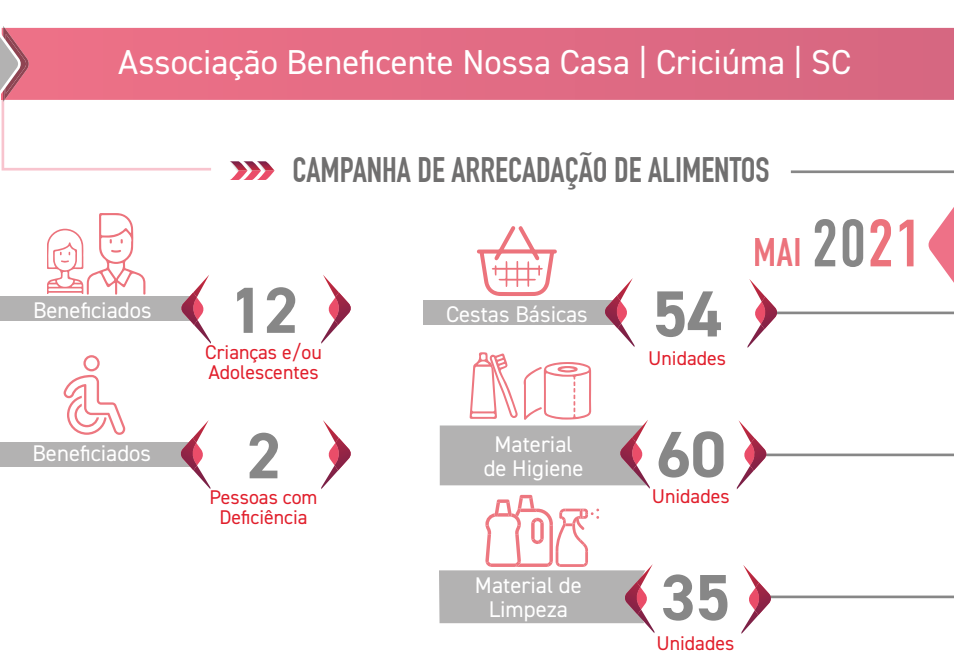 Associação Beneficente Nossa Casa | Criciúma | SC
CAMPANHA DE ARRECADAÇÃO DE ALIMENTOS
MAI 2021
Beneficiados
12
Crianças e/ou
Adolescentes
Beneficiados
2
Pessoas com
Deficiência
Cestas Básicas
54
Unidades
Material
de Higiene
60
Unidades
Material de
Limpeza
35
Unidades